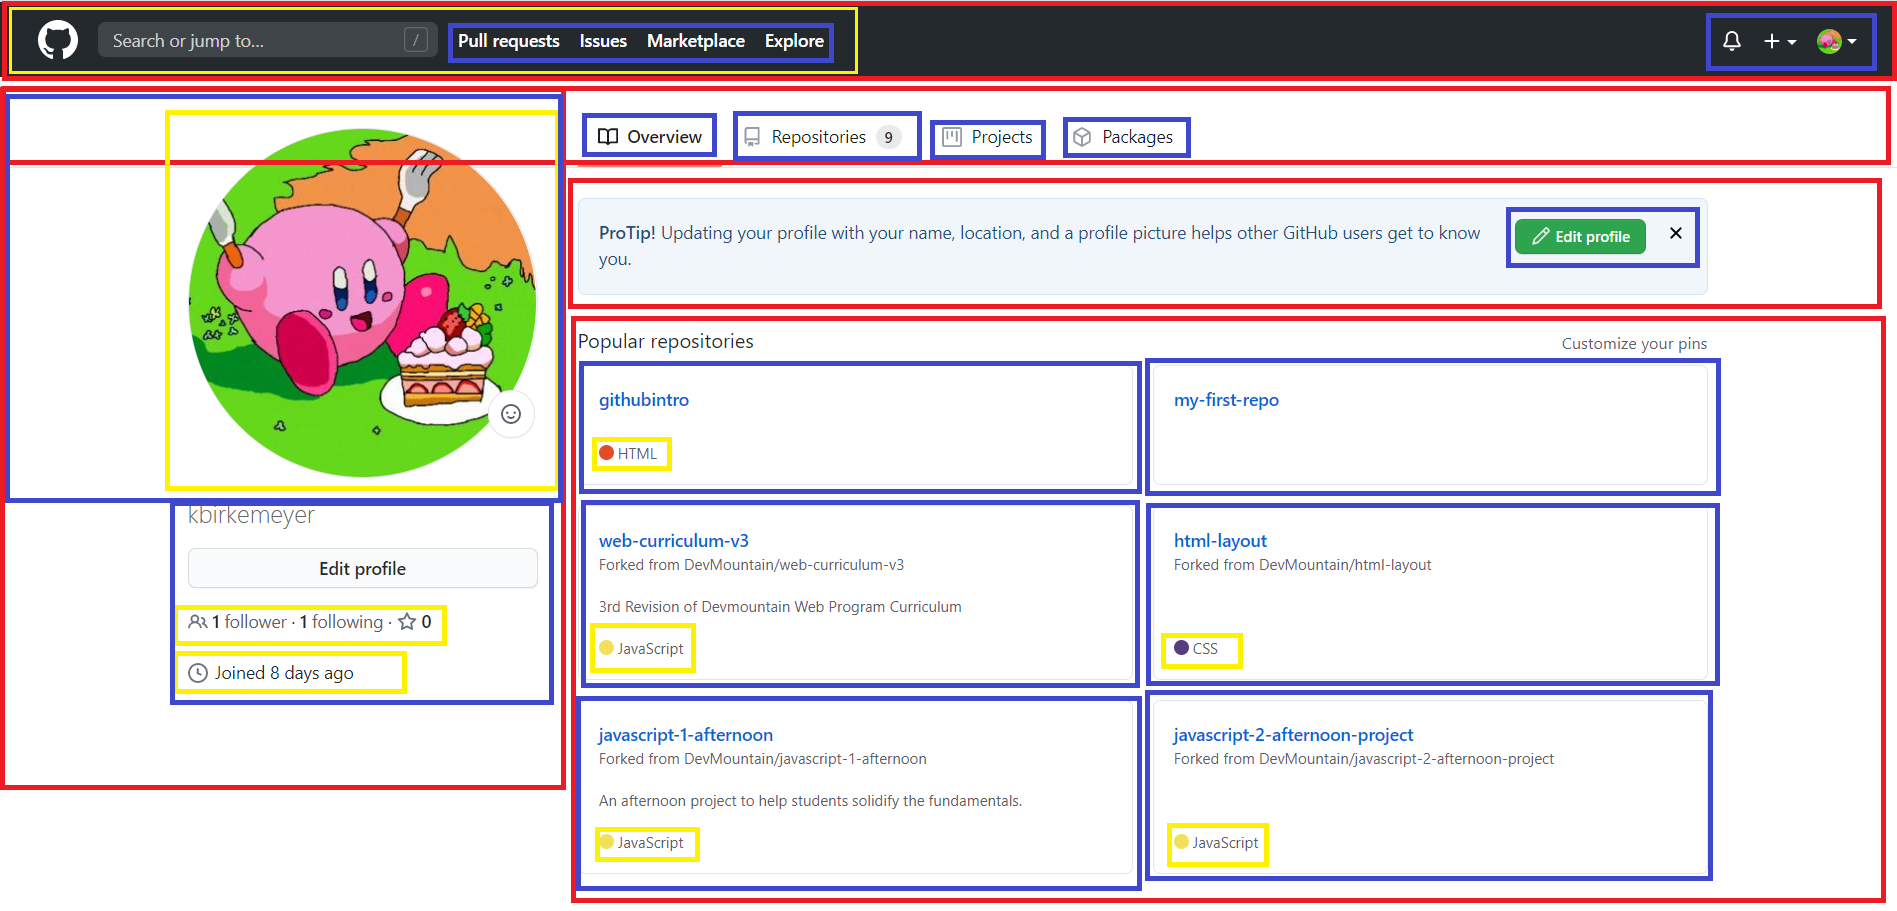 Search or jump to... /
Pull requests Issues Marketplace Explore
Overview Repositories 9 Projects Packages
ProTip! Updating your profile with your name, location, and a profile picture helps other GitHub users get to know
you.
Edit profile
Popular repositories
Customize your pins
githubintro
HTML
my-first-repo
web-curriculum-v3
Forked from DevMountain/web-curriculum-v3
3rd Revision of Devmountain Web Program Curriculum
JavaScript
html-layout
Forked from DevMountain/html-layout
CSS
javascript-1-afternoon
Forked from DevMountain/javascript-1-afternoon
An afternoon project to help students solidify the fundamentals.
JavaScript
javascript-2-afternoon-project
Forked from DevMountain/javascript-2-afternoon-project
JavaScript
kbirkemeyer
Edit profile
1 follower · 1 following · 0
Joined 8 days ago